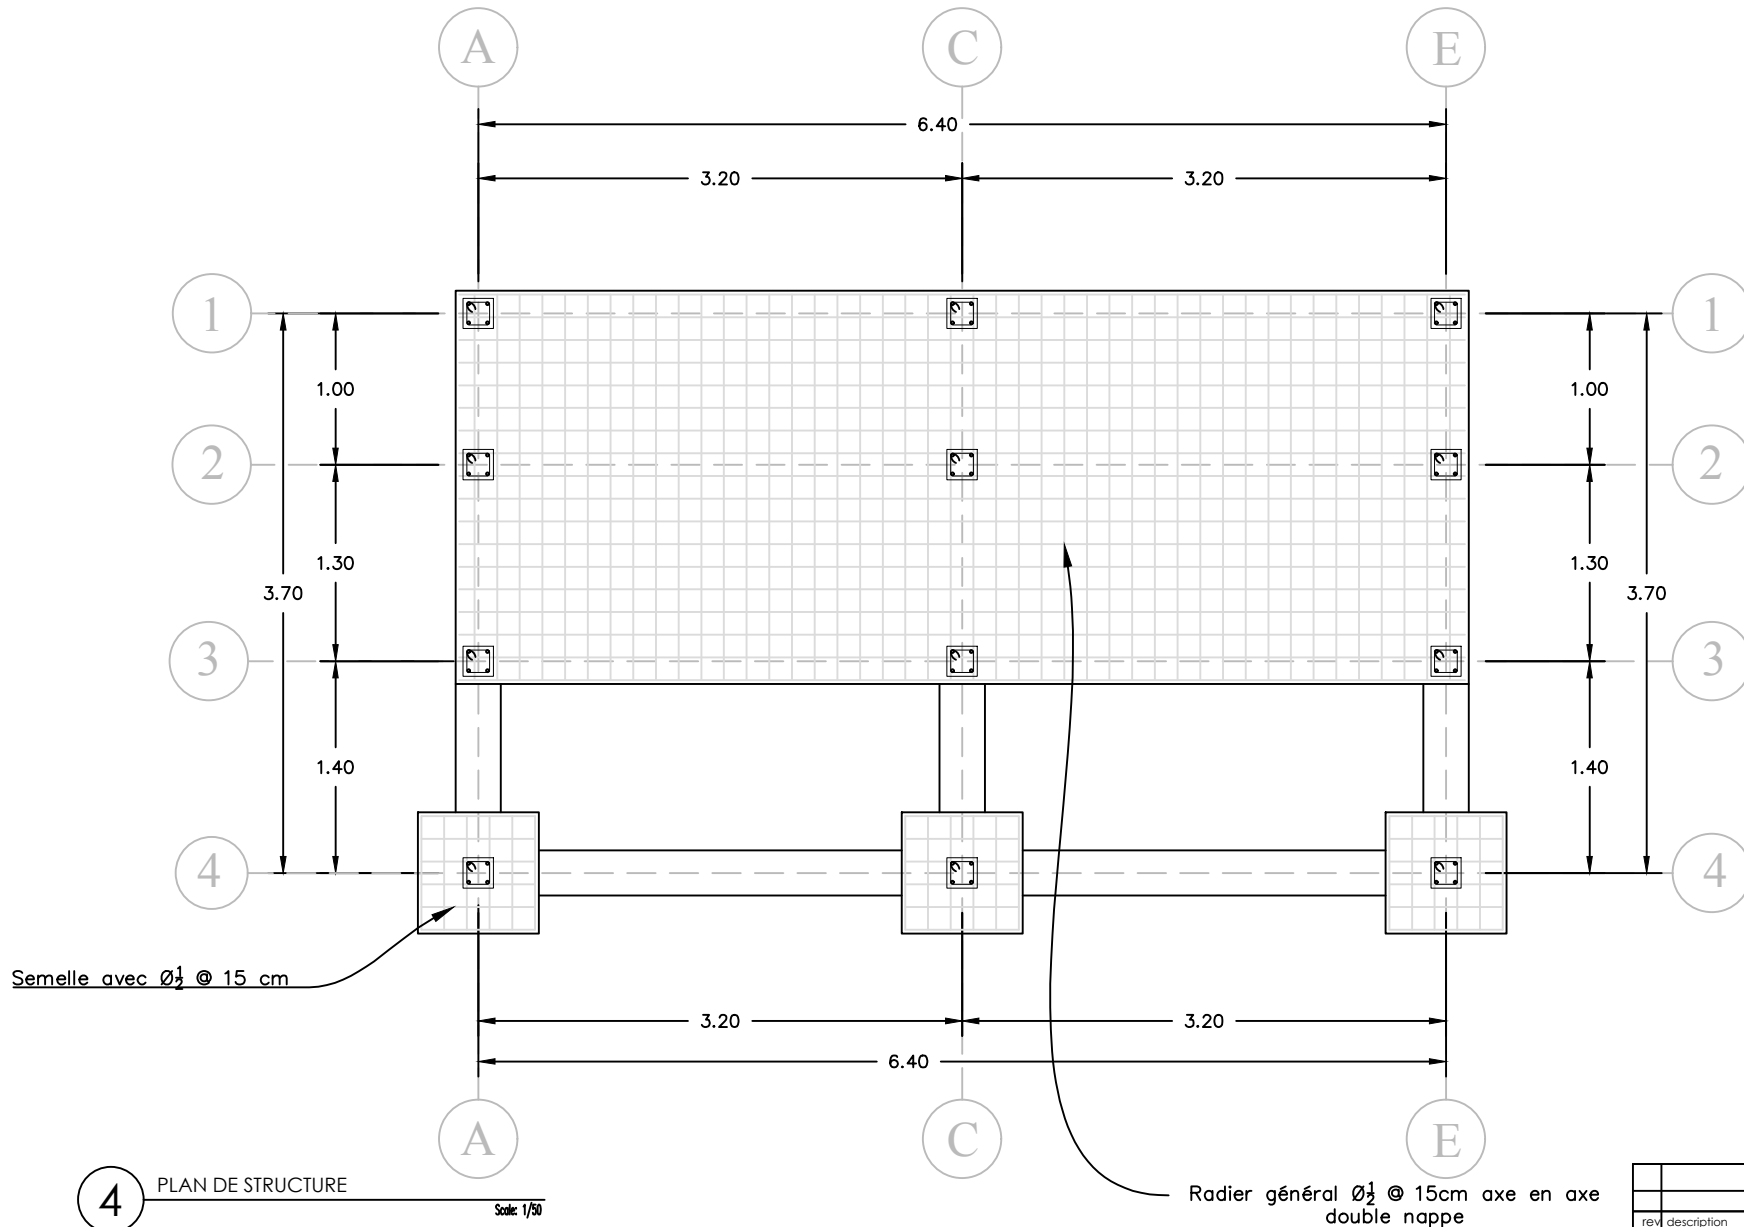 A C E
6.40
3.20 3.20
1 1
1.00 1.00
2 2
1.30 1.30
3.70 3.70
3 3
1.40 1.40
4 4
Semelle avec Ø½ @ 15 cm
3.20 3.20
6.40
A C E
4 PLAN DE STRUCTURE
Scale: 1/50
Radier général Ø½ @ 15cm axe en axe
double nappe
rev description